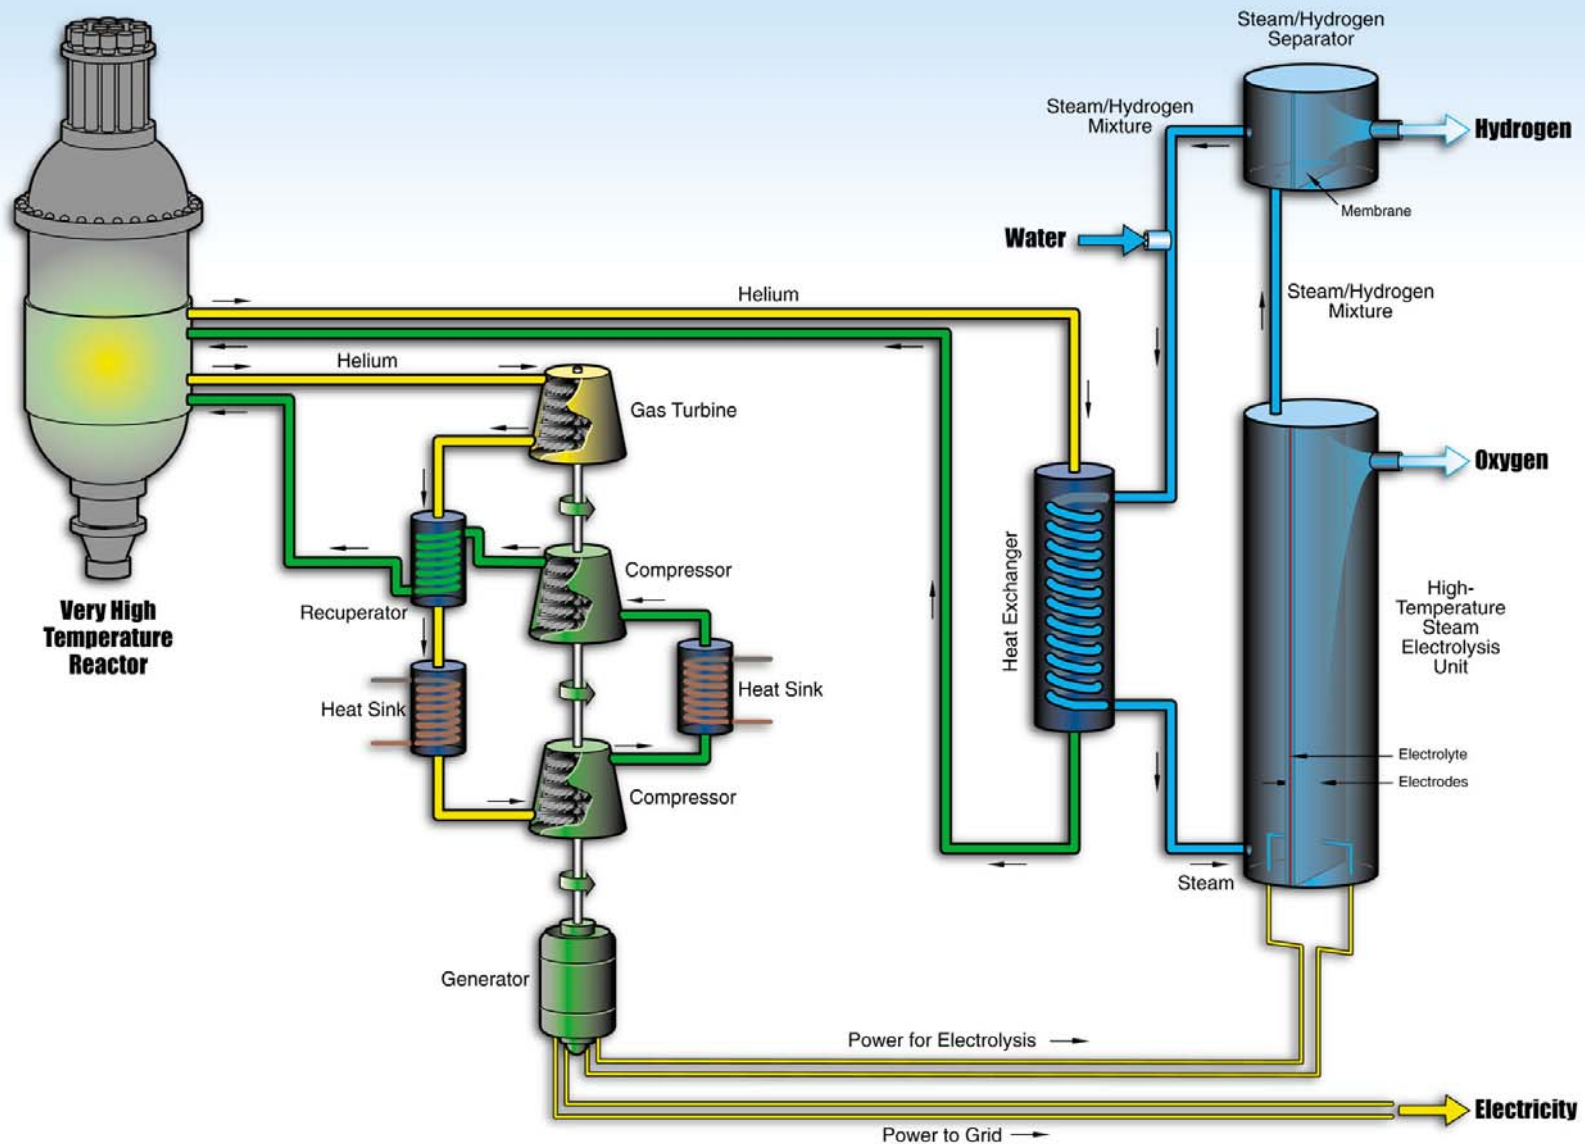 Steam/Hydrogen
Separator
Steam/Hydrogen
Mixture
Hydrogen
Membrane
Water
Helium
Steam/Hydrogen
Mixture
Helium
Gas Turbine
Oxygen
Compressor
Recuperator
Very High
Temperature
Reactor
Heat Exchanger
High-
Temperature
Steam
Electrolysis
Unit
Heat Sink
Heat Sink
Electrolyte
Electrodes
Compressor
Steam
Generator
Power for Electrolysis
Electricity
Power to Grid